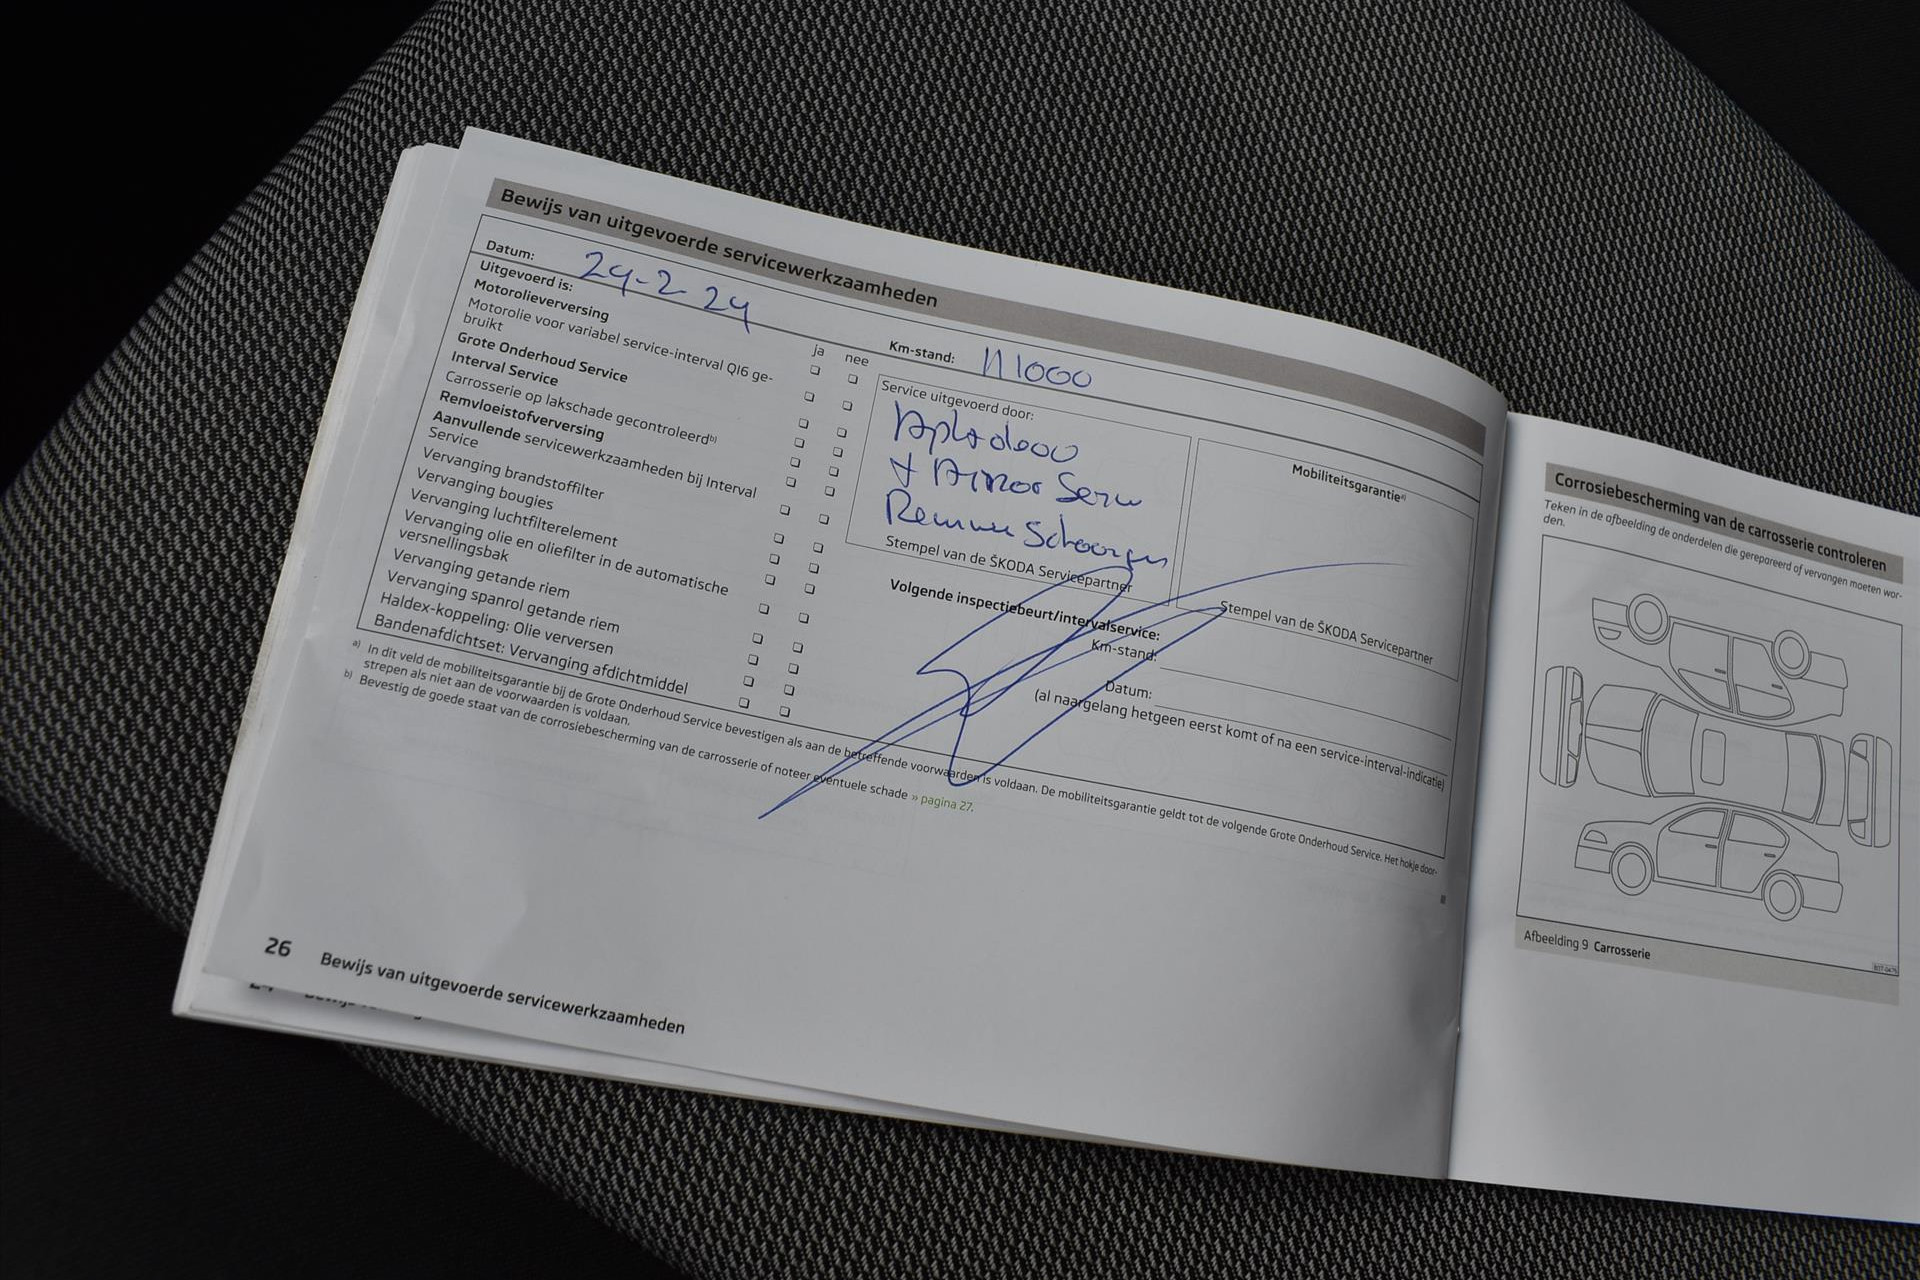 Bewijs van uitgevoerde servicewerkzaamheden
Datum: 24-2 24
Km-stand: 111000
Uitgevoerd is:
ja nee
Motorolieverversing
Motorolie voor variabel service-interval QI6 ge-
bruikt
Grote Onderhoud Service
Interval Service
Carrosserie op lakschade gecontroleerd b)
Remvloeistofverversing
Aanvullende servicewerkzaamheden bij Interval
Service
Vervanging brandstoffilter
Vervanging bougies
Vervanging luchtfilterelement
Vervanging olie en oliefilter in de automatische
versnellingsbak
Vervanging getande riem
Vervanging spanrol getande riem
Haldex-koppeling: Olie verversen
Bandenafdichtset: Vervanging afdichtmiddel
Service uitgevoerd door:
Stempel van de ŠKODA Servicepartner
Mobiliteitsgarantie a)
Stempel van de ŠKODA Servicepartner
Volgende inspectiebeurt/intervalservice:
Km-stand:
Datum:
(al naargelang hetgeen eerst komt of na een service-interval-indicatie)
a) In dit veld de mobiliteitsgarantie bij de Grote Onderhoud Service bevestigen als aan de betreffende voorwaarden is voldaan. De mobiliteitsgarantie geldt tot de volgende Grote Onderhoud Service. Het hokje door-
strepen als niet aan de voorwaarden is voldaan.
b) Bevestig de goede staat van de corrosiebescherming van de carrosserie of noteer eventuele schade » pagina 27.
26 Bewijs van uitgevoerde servicewerkzaamheden
Corrosiebescherming van de carrosserie controleren
Teken in de afbeelding de onderdelen die gerepareerd of vervangen moeten wor-
den.
Afbeelding 9 Carrosserie